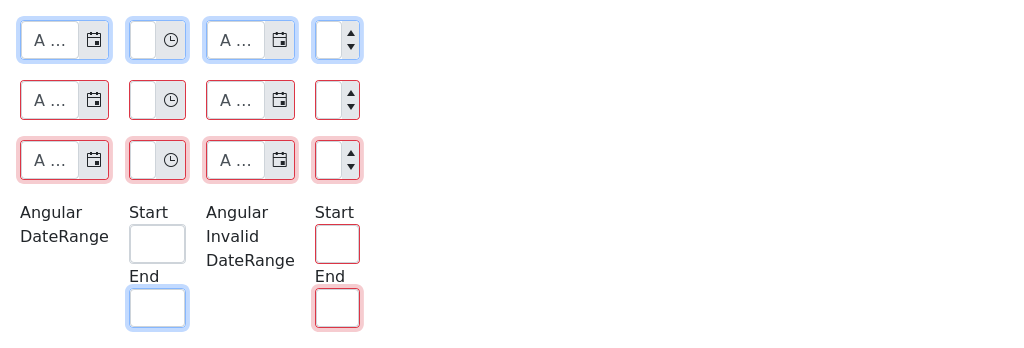 A ... A ...
A ... A ...
A ... A ...
Angular
DateRange
Start
End
Angular
Invalid
DateRange
Start
End